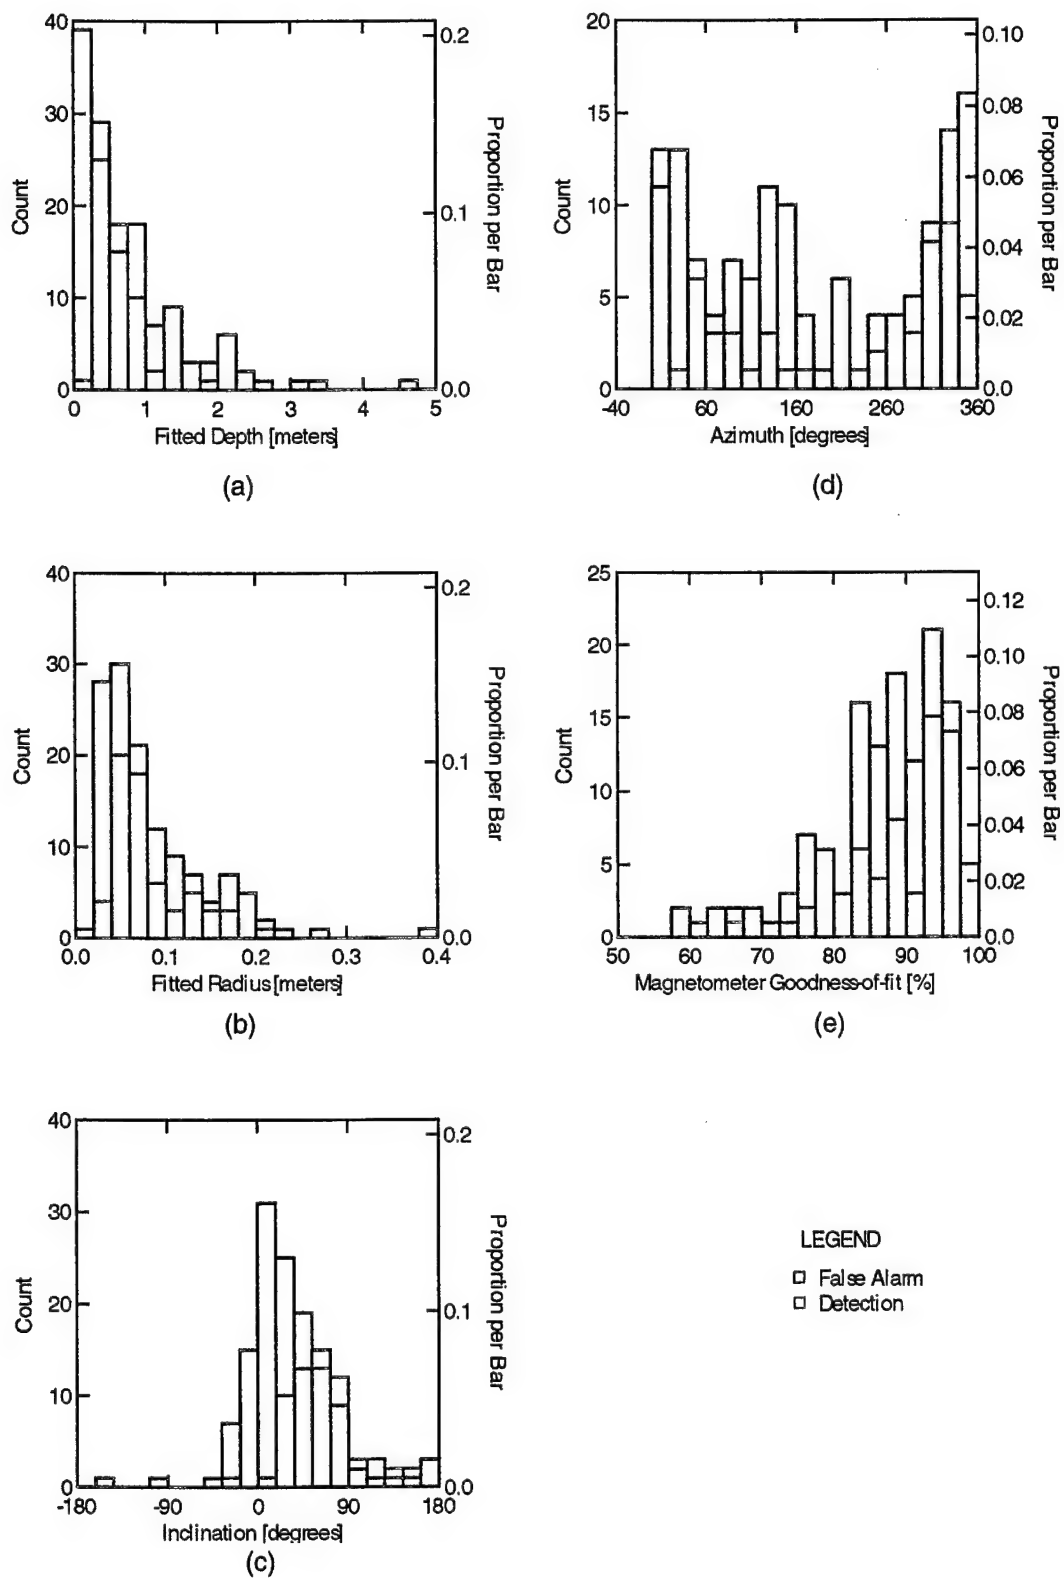 40
30
20
10
0
Count
0.2
0.1
0.0
Proportion per Bar
0 1 2 3 4 5
Fitted Depth [meters]
(a)
20
15
10
5
0
Count
0.10
0.08
0.06
0.04
0.02
0.0
Proportion per Bar
-40 60 160 260 360
Azimuth [degrees]
(d)
40
30
20
10
0
Count
0.2
0.1
0.0
Proportion per Bar
0.0 0.1 0.2 0.3 0.4
Fitted Radius [meters]
(b)
25
20
15
10
5
0
Count
0.12
0.10
0.08
0.06
0.04
0.02
0.0
Proportion per Bar
50 60 70 80 90 100
Magnetometer Goodness-of-fit [%]
(e)
40
30
20
10
0
Count
0.2
0.1
0.0
Proportion per Bar
-180 -90 0 90 180
Inclination [degrees]
(c)
LEGEND
False Alarm
Detection